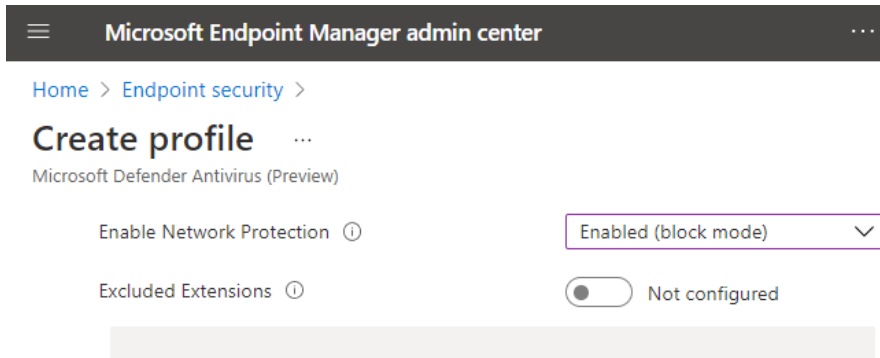 Microsoft Endpoint Manager admin center
Home > Endpoint security >
Create profile
Microsoft Defender Antivirus (Preview)
Enable Network Protection
Enabled (block mode)
Excluded Extensions
Not configured